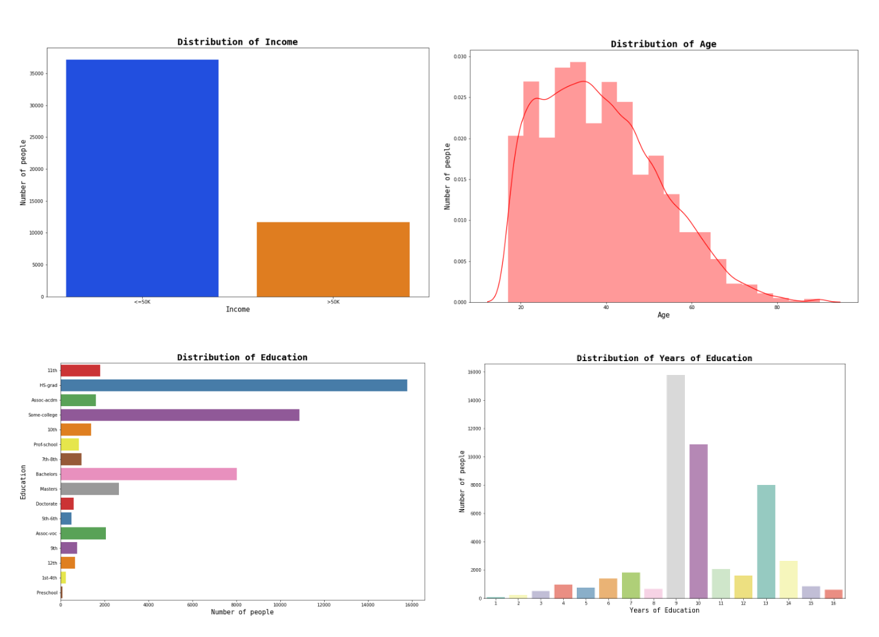 Distribution of Income
Number of people
35000
30000
25000
20000
15000
10000
5000
0
<=50K
>50K
Income
Distribution of Age
Number of people
0.030
0.025
0.020
0.015
0.010
0.005
0.000
20
40
60
80
Age
Distribution of Education
Education
11th
HS-grad
Assoc-acdm
Some-college
10th
Prof-school
7th-8th
Bachelors
Masters
Doctorate
5th-6th
Assoc-voc
9th
12th
1st-4th
Preschool
0
2000
4000
6000
8000
10000
12000
14000
16000
Number of people
Distribution of Years of Education
Number of people
16000
14000
12000
10000
8000
6000
4000
2000
0
1
2
3
4
5
6
7
8
9
10
11
12
13
14
15
16
Years of Education